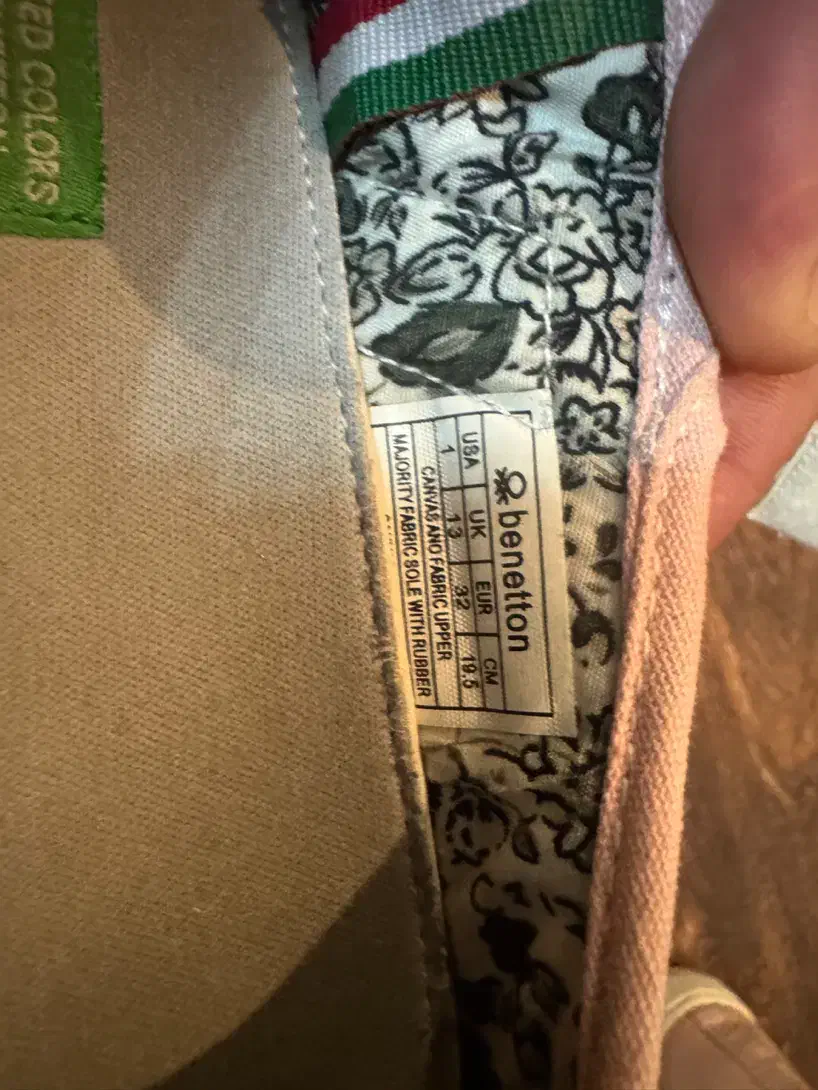 ED COLORS
benetton
USA UK EUR CM
1 13 32 19.5
CANVAS AND FABRIC UPPER
MAJORITY FABRIC SOLE WITH RUBBER